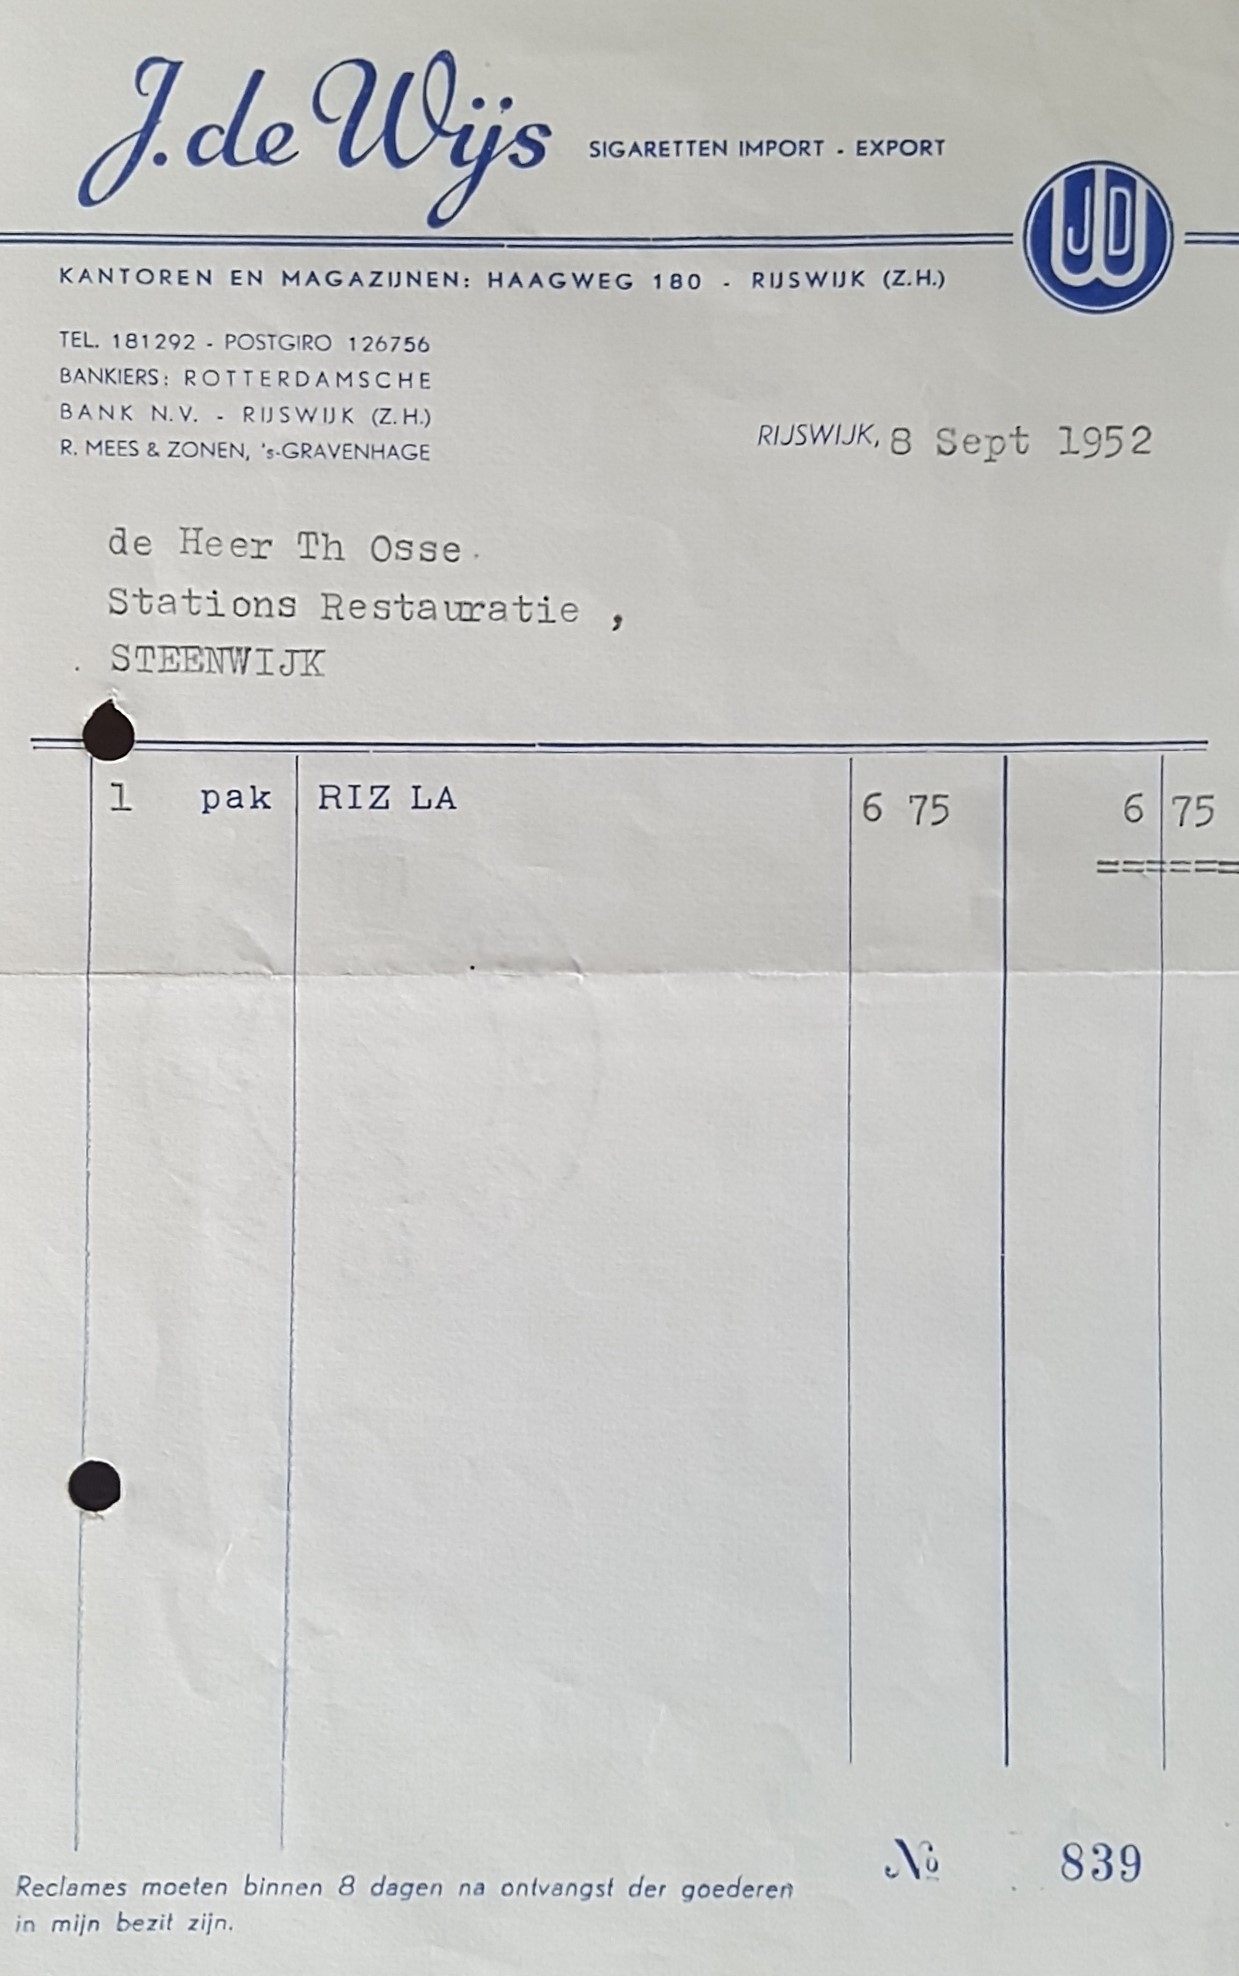 J. de Wijs SIGARETTEN IMPORT - EXPORT
JDW
KANTOREN EN MAGAZIJNEN: HAAGWEG 180 - RIJSWIJK (Z.H.)
TEL. 181292 - POSTGIRO 126756
BANKIERS: ROTTERDAMSCHE
BANK N.V. - RIJSWIJK (Z.H.)
R. MEES & ZONEN, 's-GRAVENHAGE
RIJSWIJK, 8 Sept 1952
de Heer Th Osse.
Stations Restauratie ,
STEENWIJK
1 pak RIZ LA 6 75 6 75
======
No 839
Reclames moeten binnen 8 dagen na ontvangst der goederen
in mijn bezit zijn.